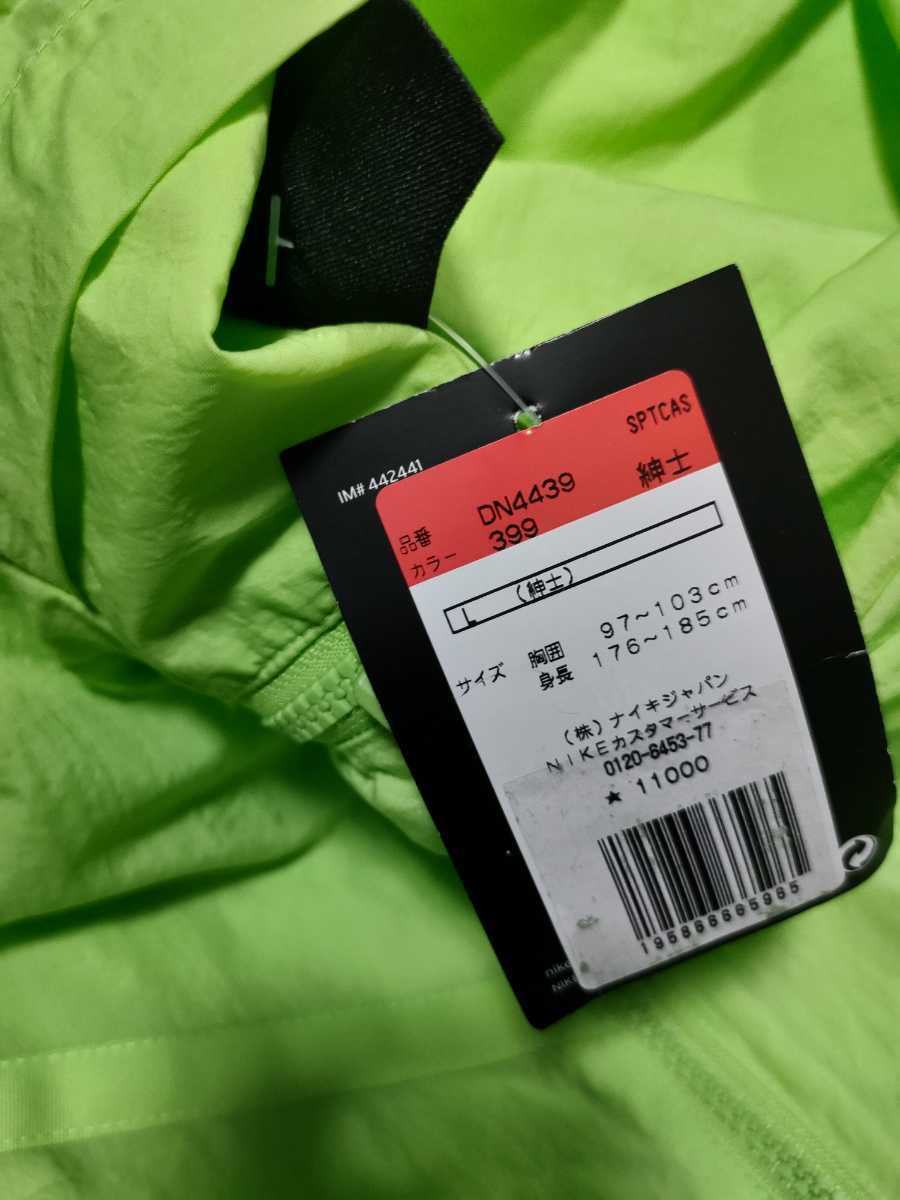 IM# 442441
SPTCAS
品番 DN4439 紳士
カラー 399
L (紳士)
サイズ 胸囲 97~103cm
身長 176~185cm
(株)ナイキジャパン
NIKEカスタマーサービス
0120-6453-77
★ 11000
195866665985